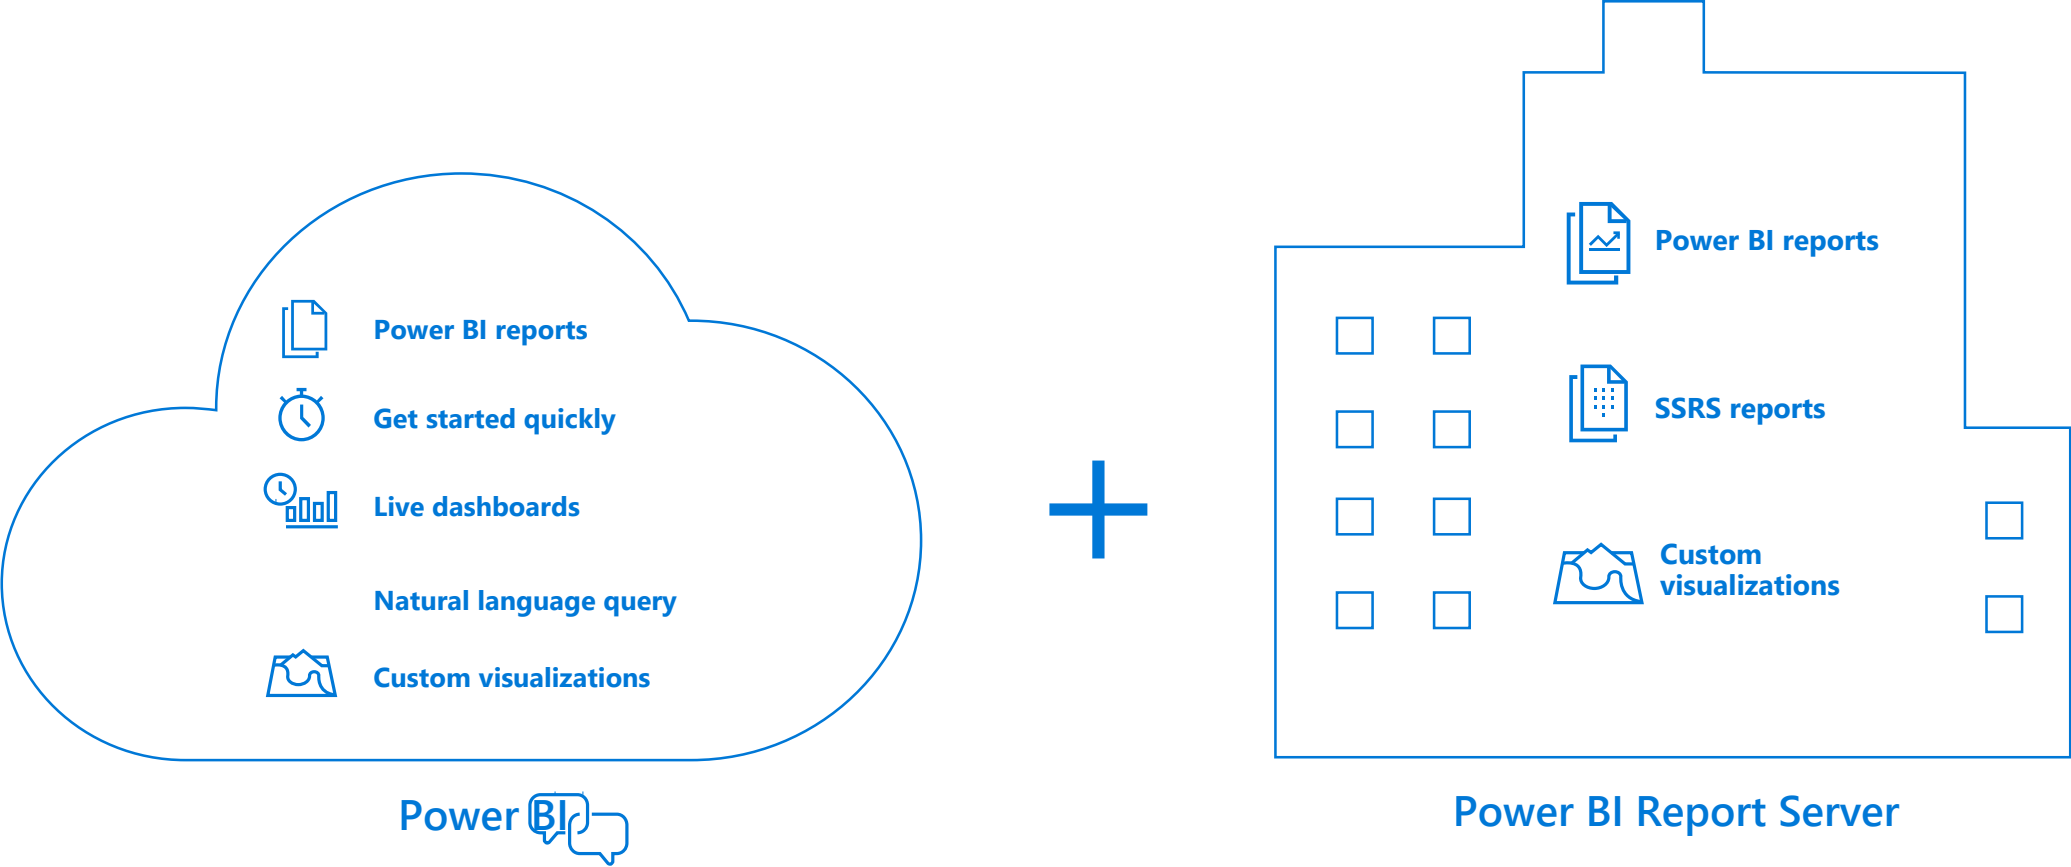 Power BI reports
Get started quickly
Live dashboards
Natural language query
Custom visualizations
Power BI
Power BI reports
SSRS reports
Custom
visualizations
Power BI Report Server